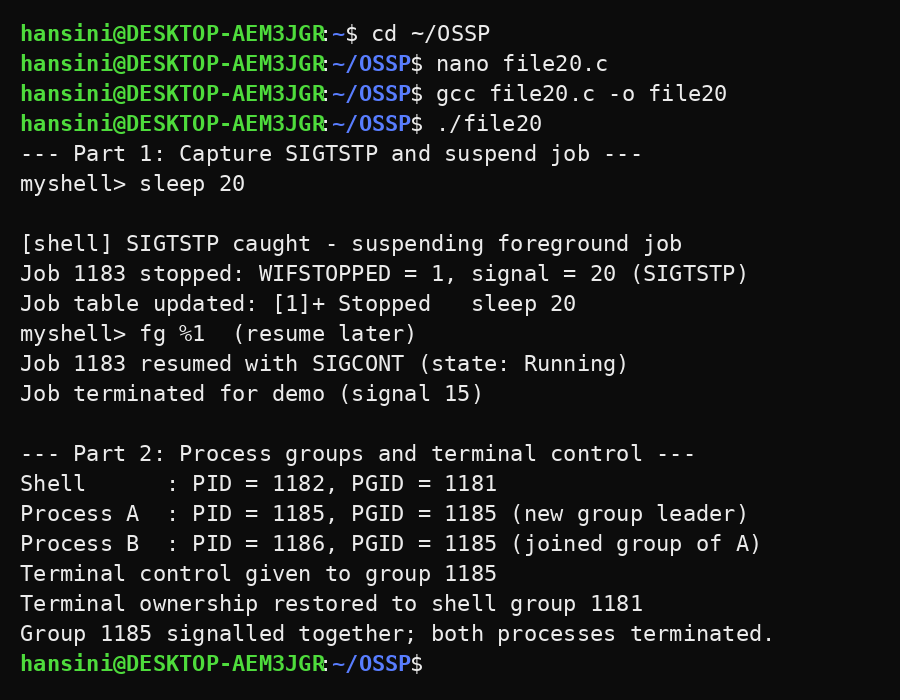 hansini@DESKTOP-AEM3JGR:~$ cd ~/OSSP
hansini@DESKTOP-AEM3JGR:~/OSSP$ nano file20.c
hansini@DESKTOP-AEM3JGR:~/OSSP$ gcc file20.c -o file20
hansini@DESKTOP-AEM3JGR:~/OSSP$ ./file20
--- Part 1: Capture SIGTSTP and suspend job ---
myshell> sleep 20
[shell] SIGTSTP caught - suspending foreground job
Job 1183 stopped: WIFSTOPPED = 1, signal = 20 (SIGTSTP)
Job table updated: [1]+ Stopped   sleep 20
myshell> fg %1  (resume later)
Job 1183 resumed with SIGCONT (state: Running)
Job terminated for demo (signal 15)
--- Part 2: Process groups and terminal control ---
Shell      : PID = 1182, PGID = 1181
Process A  : PID = 1185, PGID = 1185 (new group leader)
Process B  : PID = 1186, PGID = 1185 (joined group of A)
Terminal control given to group 1185
Terminal ownership restored to shell group 1181
Group 1185 signalled together; both processes terminated.
hansini@DESKTOP-AEM3JGR:~/OSSP$